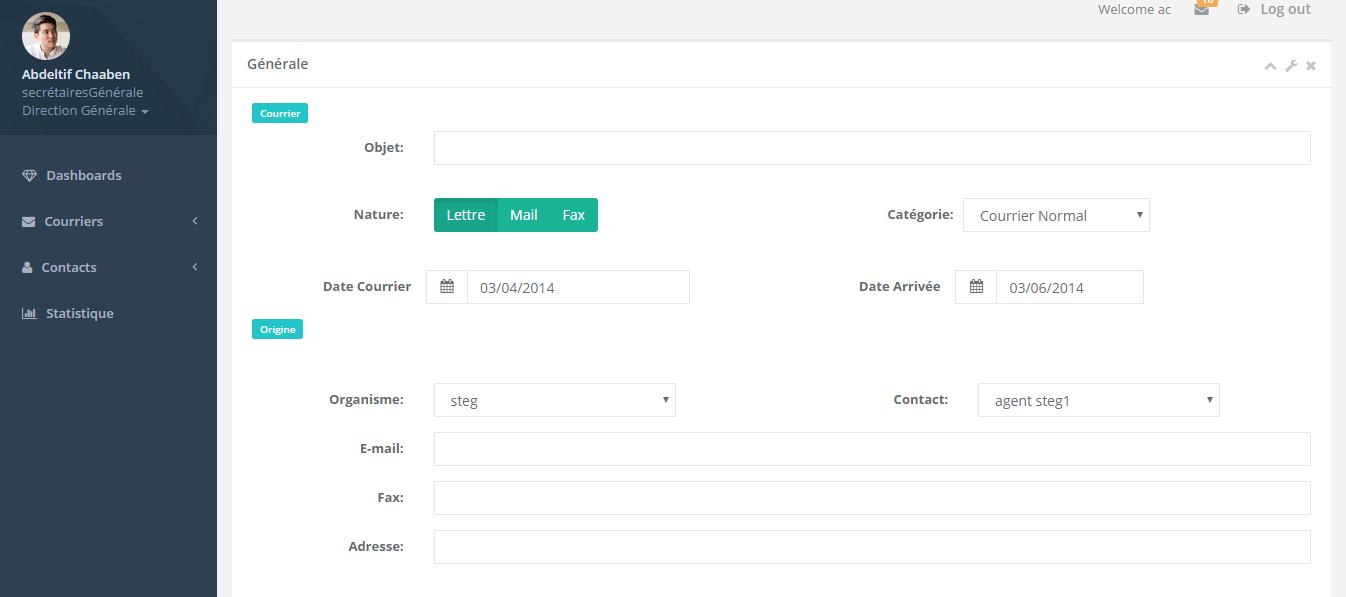 Welcome ac
Log out
Abdeltif Chaaben
secrétairesGénérale
Direction Générale
Dashboards
Courriers
Contacts
Statistique
Générale
Courrier
Objet:
Nature: Lettre Mail Fax Catégorie: Courrier Normal
Date Courrier 03/04/2014 Date Arrivée 03/06/2014
Origine
Organisme: steg Contact: agent steg1
E-mail:
Fax:
Adresse: